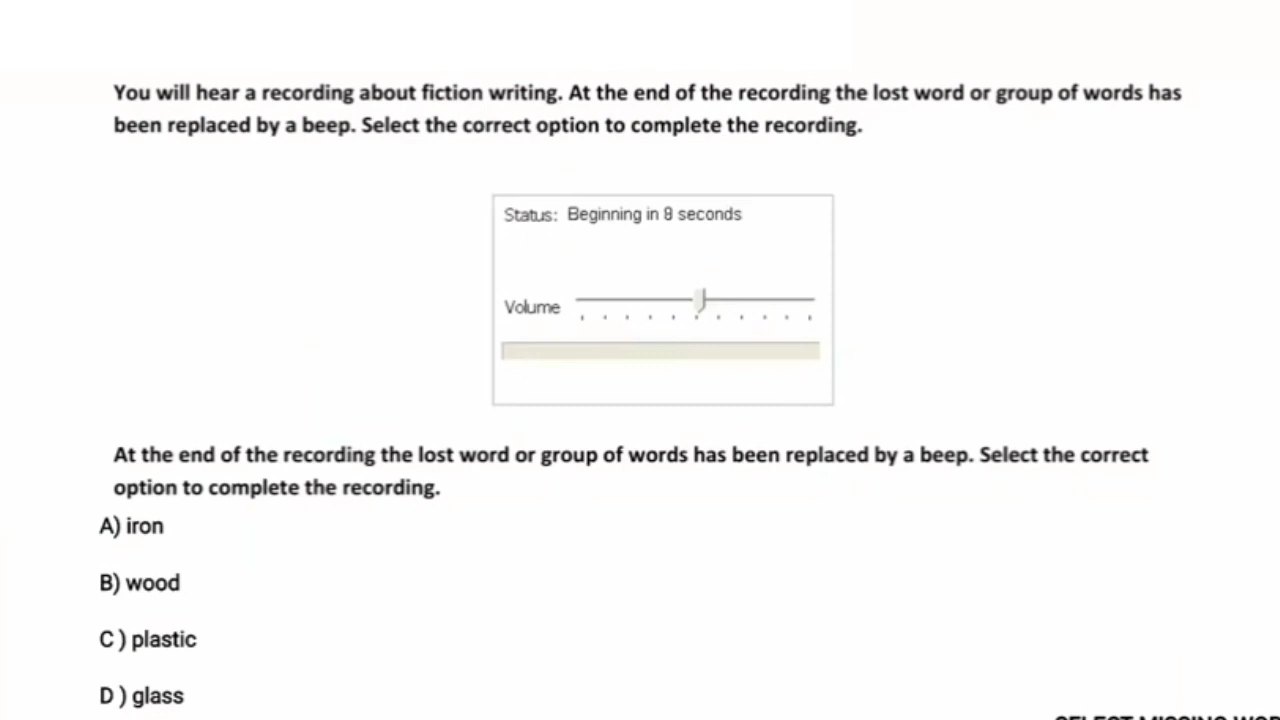 You will hear a recording about fiction writing. At the end of the recording the lost word or group of words has
been replaced by a beep. Select the correct option to complete the recording.
Status: Beginning in 8 seconds
Volume
At the end of the recording the lost word or group of words has been replaced by a beep. Select the correct
option to complete the recording.
A) iron
B) wood
C ) plastic
D ) glass